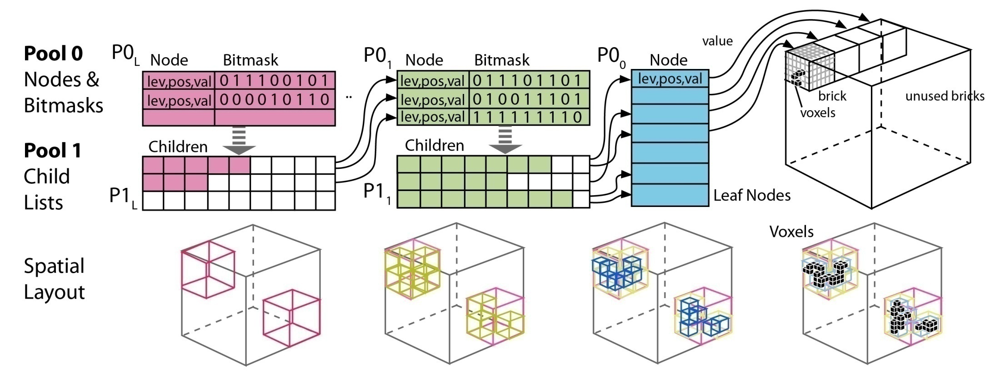 Pool 0
Nodes &
Bitmasks
P0L Node Bitmask
lev,pos,val 0 1 1 1 0 0 1 0 1
lev,pos,val 0 0 0 0 1 0 1 1 0
..
P01 Node Bitmask
lev,pos,val 0 1 1 1 0 1 1 0 1
lev,pos,val 0 1 0 0 1 1 1 0 1
lev,pos,val 1 1 1 1 1 1 1 1 0
P00 Node
lev,pos,val
value
brick
voxels
unused bricks
Pool 1
Child
Lists
Children
P1L
Children
P11
Leaf Nodes
Spatial
Layout
Voxels